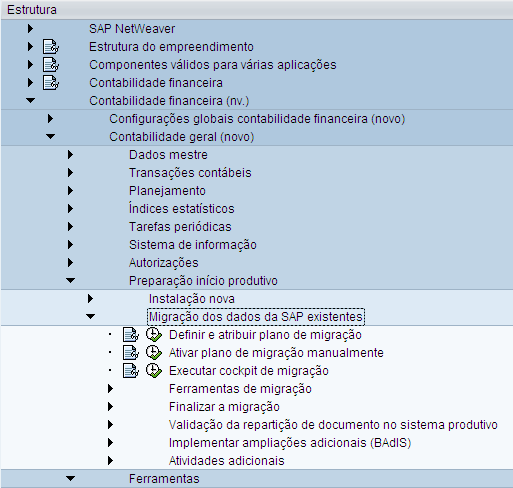 Estrutura
SAP NetWeaver
Estrutura do empreendimento
Componentes válidos para várias aplicações
Contabilidade financeira
Contabilidade financeira (nv.)
Configurações globais contabilidade financeira (novo)
Contabilidade geral (novo)
Dados mestre
Transações contábeis
Planejamento
Índices estatísticos
Tarefas periódicas
Sistema de informação
Autorizações
Preparação início produtivo
Instalação nova
Migração dos dados da SAP existentes
Definir e atribuir plano de migração
Ativar plano de migração manualmente
Executar cockpit de migração
Ferramentas de migração
Finalizar a migração
Validação da repartição de documento no sistema produtivo
Implementar ampliações adicionais (BAdIS)
Atividades adicionais
Ferramentas